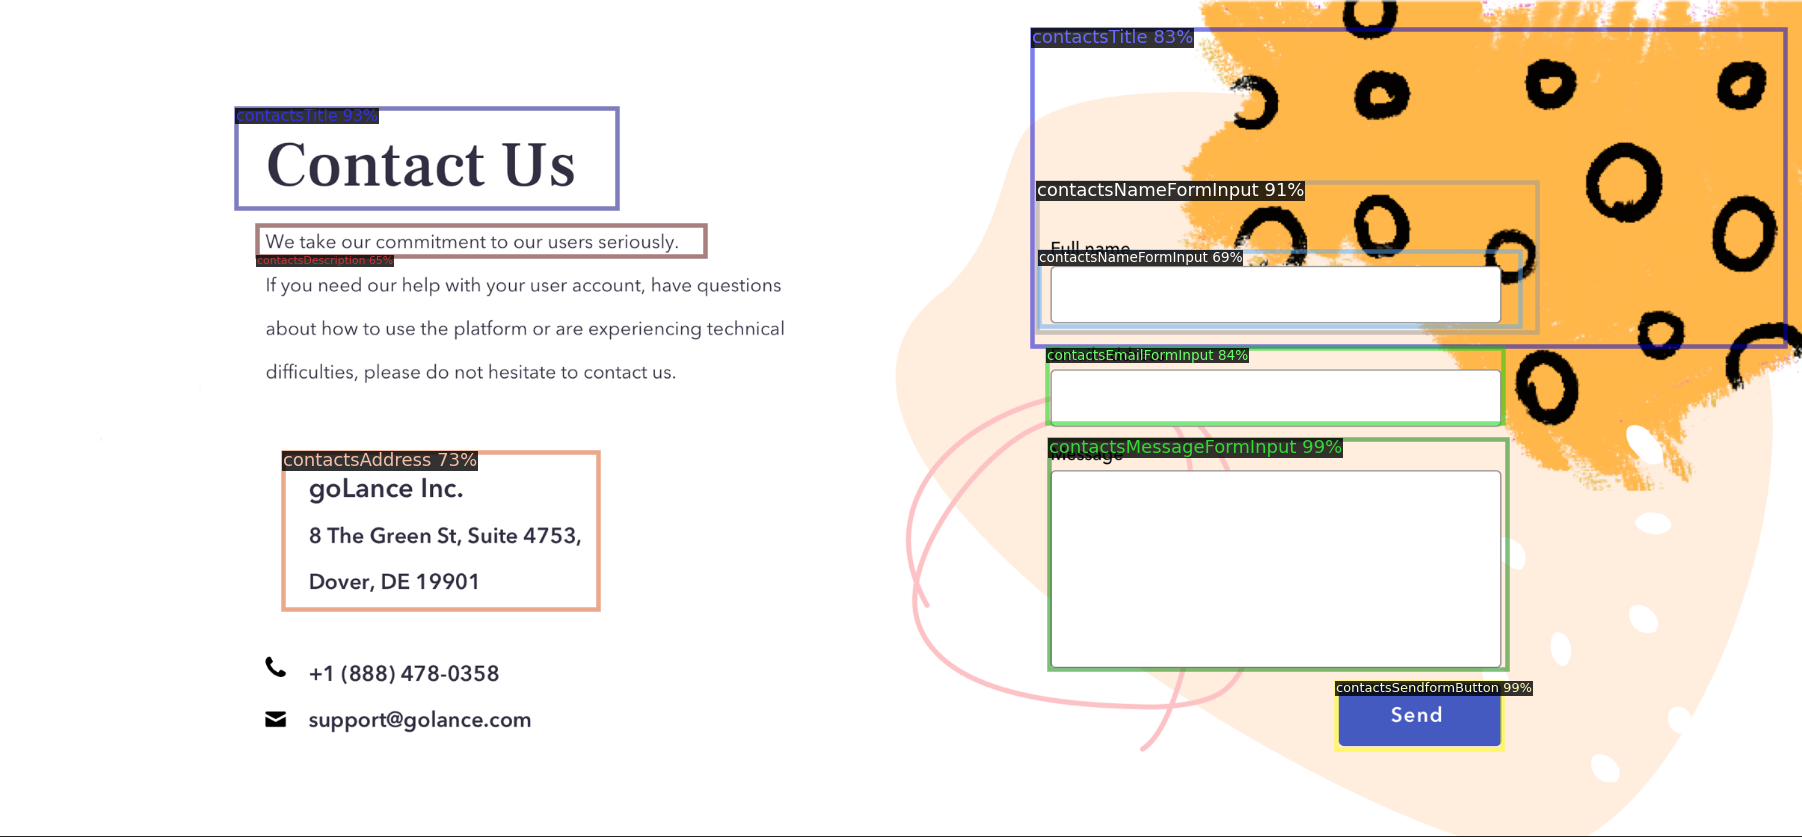 contactsTitle 93%
Contact Us
We take our commitment to our users seriously.
contactsDescription 65%
If you need our help with your user account, have questions
about how to use the platform or are experiencing technical
difficulties, please do not hesitate to contact us.
contactsAddress 73%
goLance Inc.
8 The Green St, Suite 4753,
Dover, DE 19901
+1 (888) 478-0358
support@golance.com
contactsTitle 83%
contactsNameFormInput 91%
Full name
contactsNameFormInput 69%
contactsEmailFormInput 84%
contactsMessageFormInput 99%
Message
contactsSendformButton 99%
Send